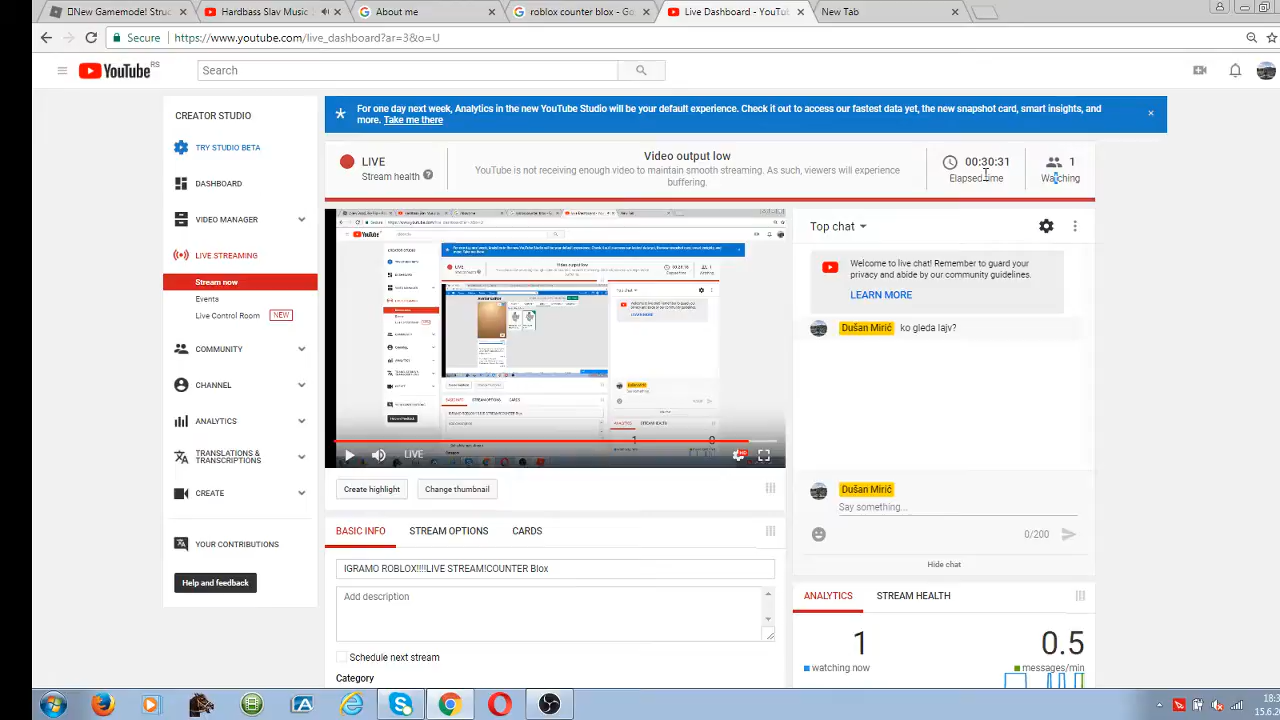 []New Gamemode! Struc
Hardbass Slav Music
About me
roblox counter blox - Go
Live Dashboard - YouTub
New Tab
Secure
https://www.youtube.com/live_dashboard?ar=3&o=U
YouTube RS
Search
CREATOR STUDIO
TRY STUDIO BETA
DASHBOARD
VIDEO MANAGER
LIVE STREAMING
Stream now
Events
Live Control Room NEW
COMMUNITY
CHANNEL
ANALYTICS
TRANSLATIONS &
TRANSCRIPTIONS
CREATE
YOUR CONTRIBUTIONS
Help and feedback
For one day next week, Analytics in the new YouTube Studio will be your default experience. Check it out to access our fastest data yet, the new snapshot card, smart insights, and
more. Take me there
LIVE
Stream health ?
Video output low
YouTube is not receiving enough video to maintain smooth streaming. As such, viewers will experience
buffering.
00:30:31
Elapsed time
1
Watching
LIVE
HD
Create highlight
Change thumbnail
BASIC INFO
STREAM OPTIONS
CARDS
IGRAMO ROBLOX!!!!LIVE STREAM!COUNTER Blox
Add description
Schedule next stream
Category
Top chat
Welcome to live chat! Remember to guard your
privacy and abide by our community guidelines.
LEARN MORE
Dušan Mirić ko gleda lajv?
Dušan Mirić
Say something...
0/200
Hide chat
ANALYTICS
STREAM HEALTH
1
watching now
0.5
messages/min
18:3
15.6.2